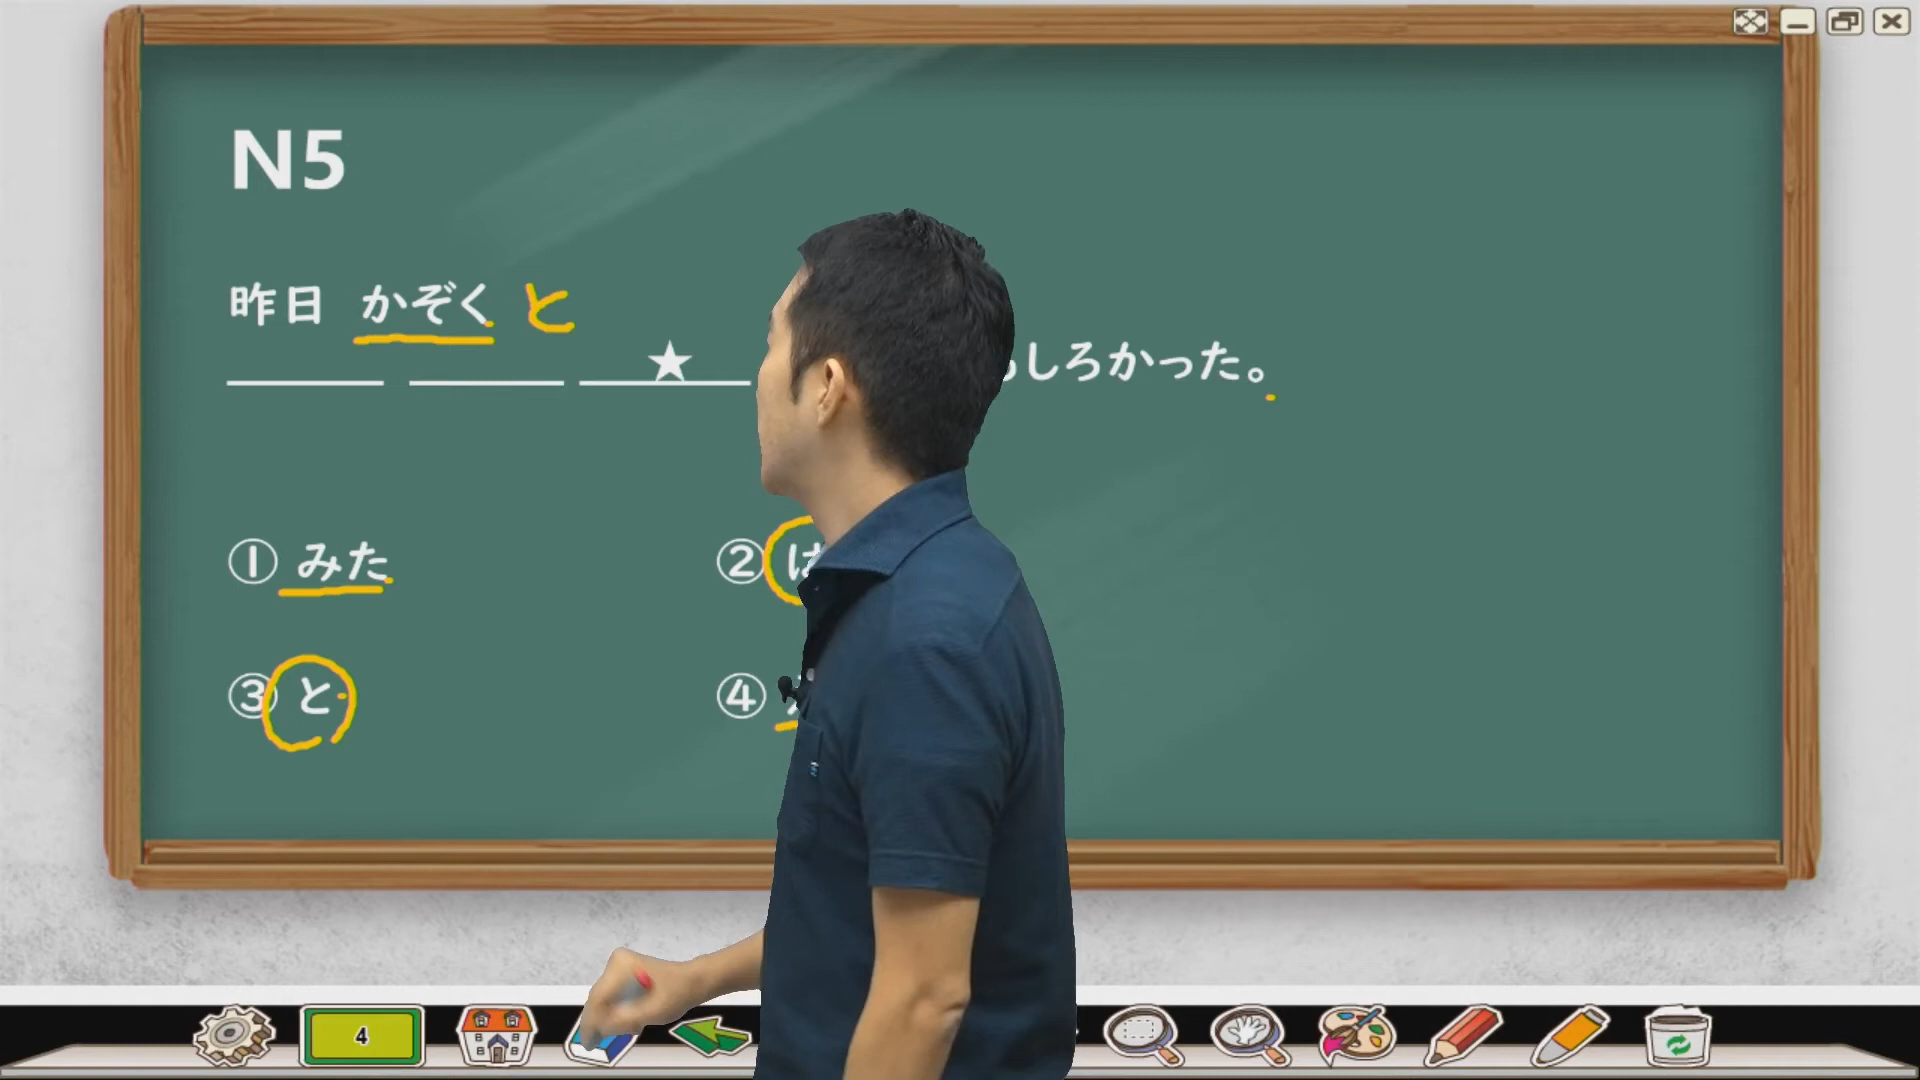 N5
昨日 かぞく と
★ しろかった。
① みた ② は
③ と ④
4